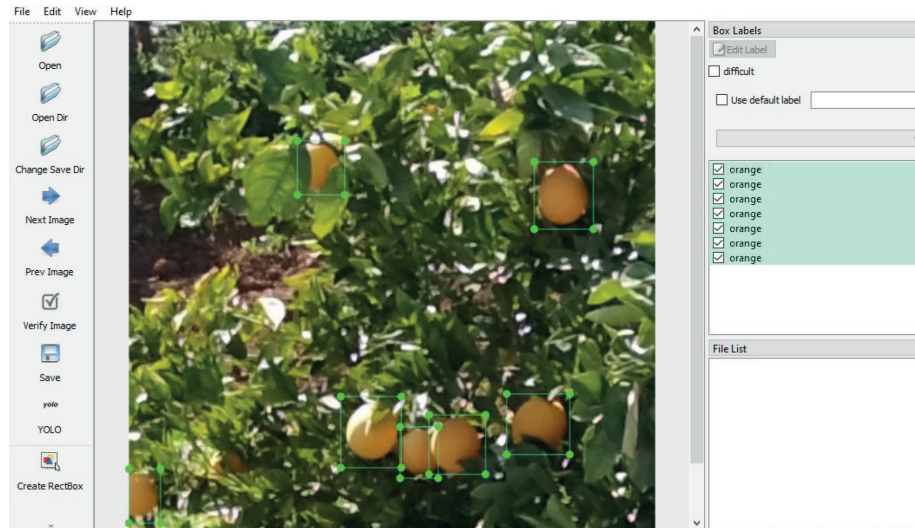 File Edit View Help
Open
Open Dir
Change Save Dir
Next Image
Prev Image
Verify Image
Save
yolo
YOLO
Create RectBox
Box Labels
Edit Label
difficult
Use default label
orange
orange
orange
orange
orange
orange
orange
File List